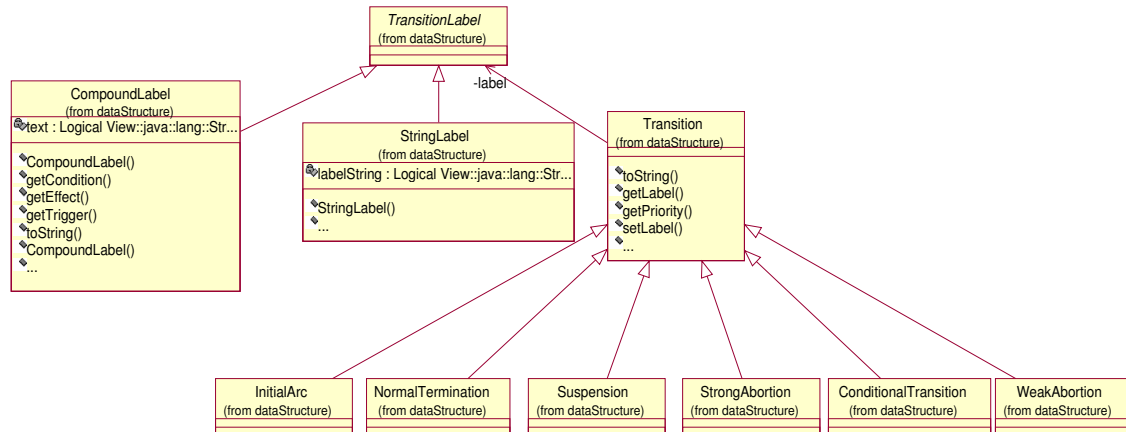 TransitionLabel
(from dataStructure)
-label
CompoundLabel
(from dataStructure)
text : Logical View::java::lang::Str...
CompoundLabel()
getCondition()
getEffect()
getTrigger()
toString()
CompoundLabel()
...
StringLabel
(from dataStructure)
labelString : Logical View::java::lang::Str...
StringLabel()
...
Transition
(from dataStructure)
toString()
getLabel()
getPriority()
setLabel()
...
InitialArc
(from dataStructure)
NormalTermination
(from dataStructure)
Suspension
(from dataStructure)
StrongAbortion
(from dataStructure)
ConditionalTransition
(from dataStructure)
WeakAbortion
(from dataStructure)